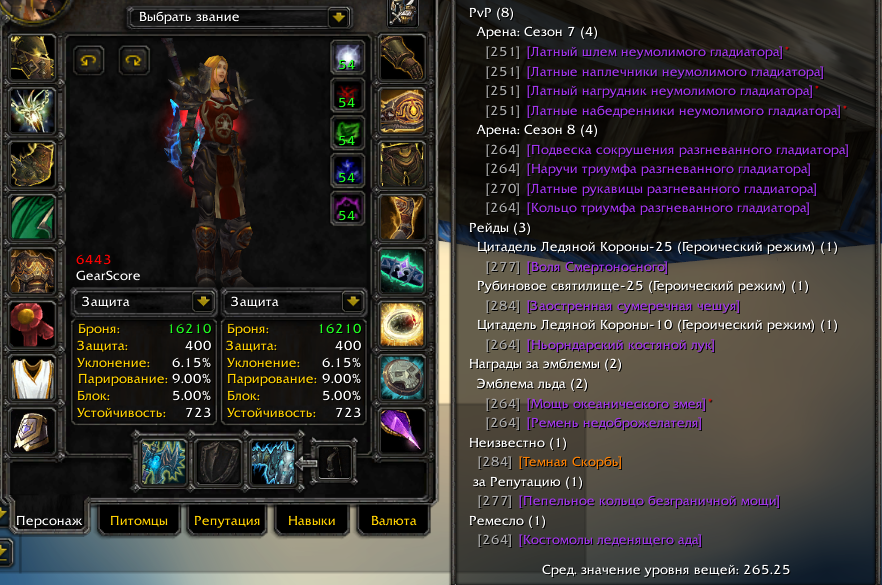 Выбрать звание
54
54
54
54
54
6443
GearScore
Защита
Защита
Броня: 16210
Защита: 400
Уклонение: 6.15%
Парирование: 9.00%
Блок: 5.00%
Устойчивость: 723
Броня: 16210
Защита: 400
Уклонение: 6.15%
Парирование: 9.00%
Блок: 5.00%
Устойчивость: 723
Персонаж
Питомцы
Репутация
Навыки
Валюта
PvP (8)
Арена: Сезон 7 (4)
[251] [Латный шлем неумолимого гладиатора]*
[251] [Латные наплечники неумолимого гладиатора]
[251] [Латный нагрудник неумолимого гладиатора]*
[251] [Латные набедренники неумолимого гладиатора]*
Арена: Сезон 8 (4)
[264] [Подвеска сокрушения разгневанного гладиатора]
[264] [Наручи триумфа разгневанного гладиатора]
[270] [Латные рукавицы разгневанного гладиатора]
[264] [Кольцо триумфа разгневанного гладиатора]
Рейды (3)
Цитадель Ледяной Короны-25 (Героический режим) (1)
[277] [Воля Смертоносного]
Рубиновое святилище-25 (Героический режим) (1)
[284] [Заостренная сумеречная чешуя]
Цитадель Ледяной Короны-10 (Героический режим) (1)
[264] [Ньорндарский костяной лук]
Награды за эмблемы (2)
Эмблема льда (2)
[264] [Мощь океанического змея]*
[264] [Ремень недоброжелателя]
Неизвестно (1)
[284] [Темная Скорбь]
за Репутацию (1)
[277] [Пепельное кольцо безграничной мощи]
Ремесло (1)
[264] [Костомолы леденящего ада]
Сред. значение уровня вещей: 265.25